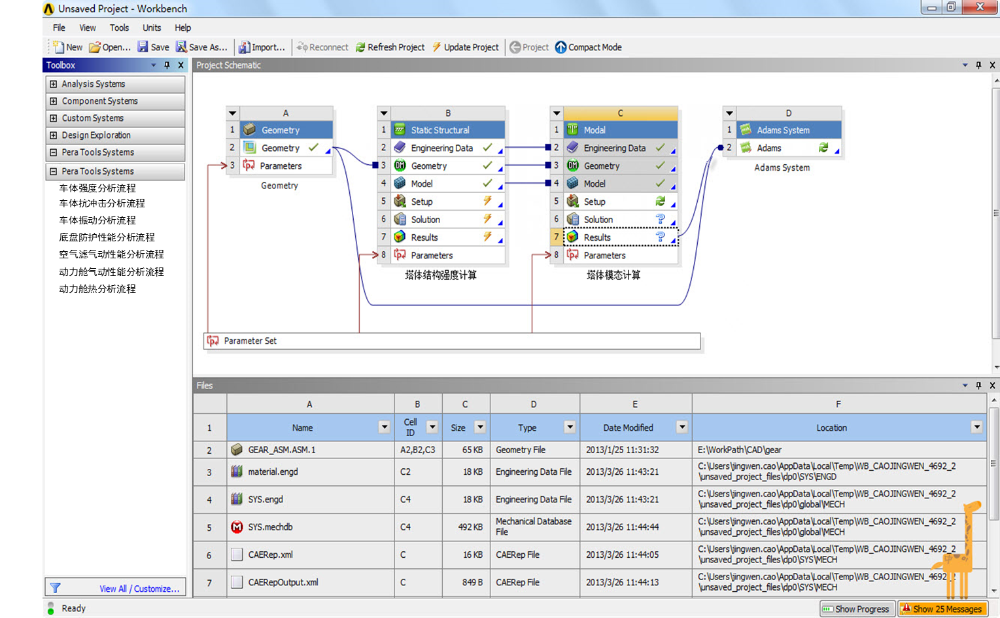 Unsaved Project - Workbench
File View Tools Units Help
New Open... Save Save As... Import... Reconnect Refresh Project Update Project Project Compact Mode
Toolbox
Analysis Systems
Component Systems
Custom Systems
Design Exploration
Pera Tools Systems
Pera Tools Systems
车体强度分析流程
车体抗冲击分析流程
车体振动分析流程
底盘防护性能分析流程
空气滤气动性能分析流程
动力舱气动性能分析流程
动力舱热分析流程
View All / Customize...
Project Schematic
A
1 Geometry
2 Geometry
3 Parameters
Geometry
B
1 Static Structural
2 Engineering Data
3 Geometry
4 Model
5 Setup
6 Solution
7 Results
8 Parameters
塔体结构强度计算
C
1 Modal
2 Engineering Data
3 Geometry
4 Model
5 Setup
6 Solution
7 Results
8 Parameters
塔体模态计算
D
1 Adams System
2 Adams
Adams System
Parameter Set
Files
A B C D E F
1 Name Cell ID Size Type Date Modified Location
2 GEAR_ASM.ASM.1 A2,B2,C3 65 KB Geometry File 2013/1/25 11:31:32 E:\WorkPath\CAD\gear
3 material.engd C2 18 KB Engineering Data File 2013/3/26 11:43:21 C:\Users\jingwen.cao\AppData\Local\Temp\WB_CAOJINGWEN_4692_2
\unsaved_project_files\dp0\SYS\ENGD
4 SYS.engd C4 18 KB Engineering Data File 2013/3/26 11:43:21 C:\Users\jingwen.cao\AppData\Local\Temp\WB_CAOJINGWEN_4692_2
\unsaved_project_files\dp0\global\MECH
5 SYS.mechdb C4 492 KB Mechanical Database File 2013/3/26 11:44:44 C:\Users\jingwen.cao\AppData\Local\Temp\WB_CAOJINGWEN_4692_2
\unsaved_project_files\dp0\global\MECH
6 CAERep.xml C 16 KB CAERep File 2013/3/26 11:44:05 C:\Users\jingwen.cao\AppData\Local\Temp\WB_CAOJINGWEN_4692_2
\unsaved_project_files\dp0\SYS\MECH
7 CAERepOutput.xml C 849 B CAERep File 2013/3/26 11:44:13 C:\Users\jingwen.cao\AppData\Local\Temp\WB_CAOJINGWEN_4692_2
\unsaved_project_files\dp0\SYS\MECH
Ready
Show Progress
Show 25 Messages